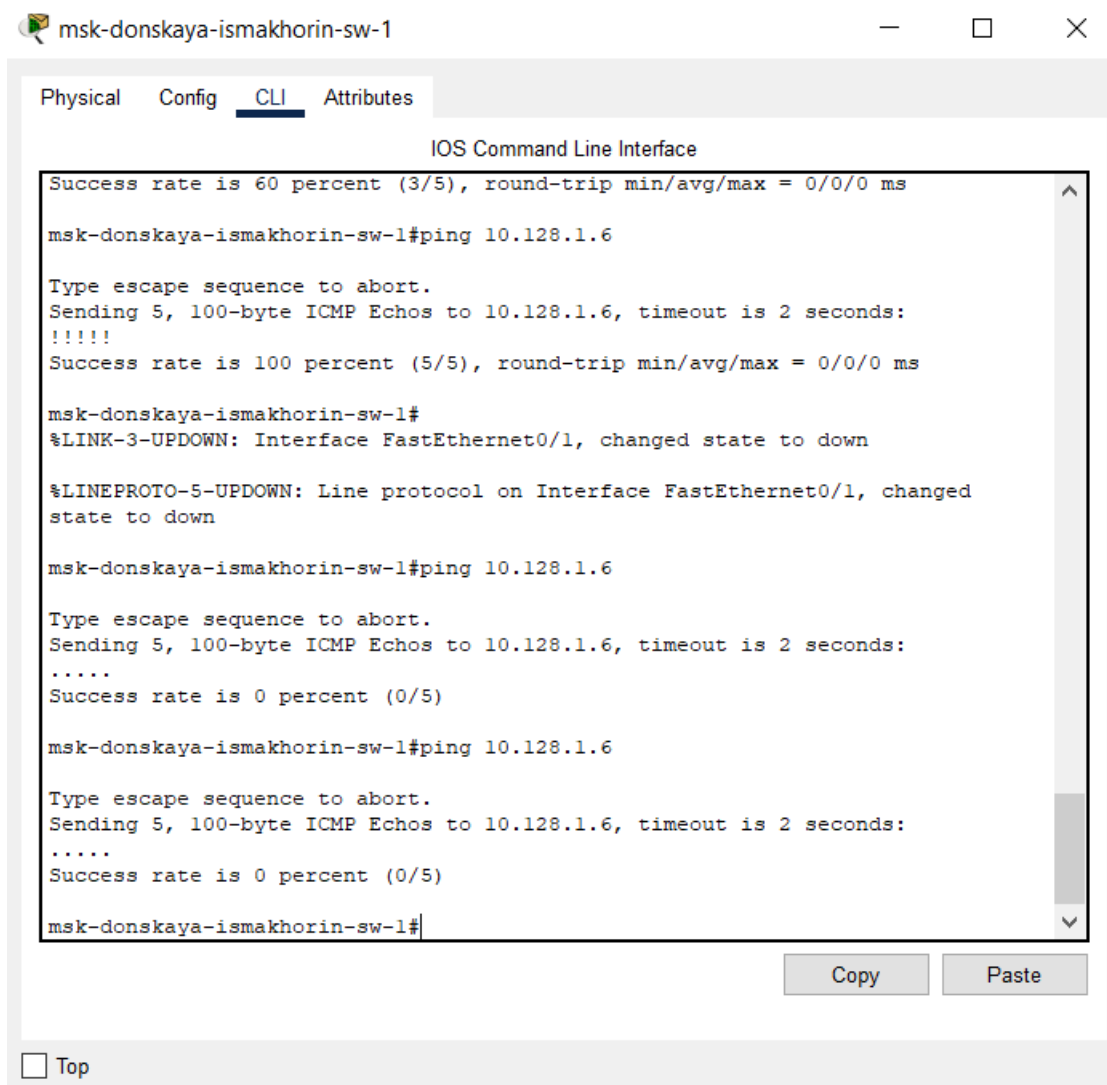 msk-donskaya-ismakhorin-sw-1
Physical Config CLI Attributes
IOS Command Line Interface
Success rate is 60 percent (3/5), round-trip min/avg/max = 0/0/0 ms
msk-donskaya-ismakhorin-sw-1#ping 10.128.1.6
Type escape sequence to abort.
Sending 5, 100-byte ICMP Echos to 10.128.1.6, timeout is 2 seconds:
!!!!!
Success rate is 100 percent (5/5), round-trip min/avg/max = 0/0/0 ms
msk-donskaya-ismakhorin-sw-1#
%LINK-3-UPDOWN: Interface FastEthernet0/1, changed state to down
%LINEPROTO-5-UPDOWN: Line protocol on Interface FastEthernet0/1, changed
state to down
msk-donskaya-ismakhorin-sw-1#ping 10.128.1.6
Type escape sequence to abort.
Sending 5, 100-byte ICMP Echos to 10.128.1.6, timeout is 2 seconds:
.....
Success rate is 0 percent (0/5)
msk-donskaya-ismakhorin-sw-1#ping 10.128.1.6
Type escape sequence to abort.
Sending 5, 100-byte ICMP Echos to 10.128.1.6, timeout is 2 seconds:
.....
Success rate is 0 percent (0/5)
msk-donskaya-ismakhorin-sw-1#
Copy Paste
Top